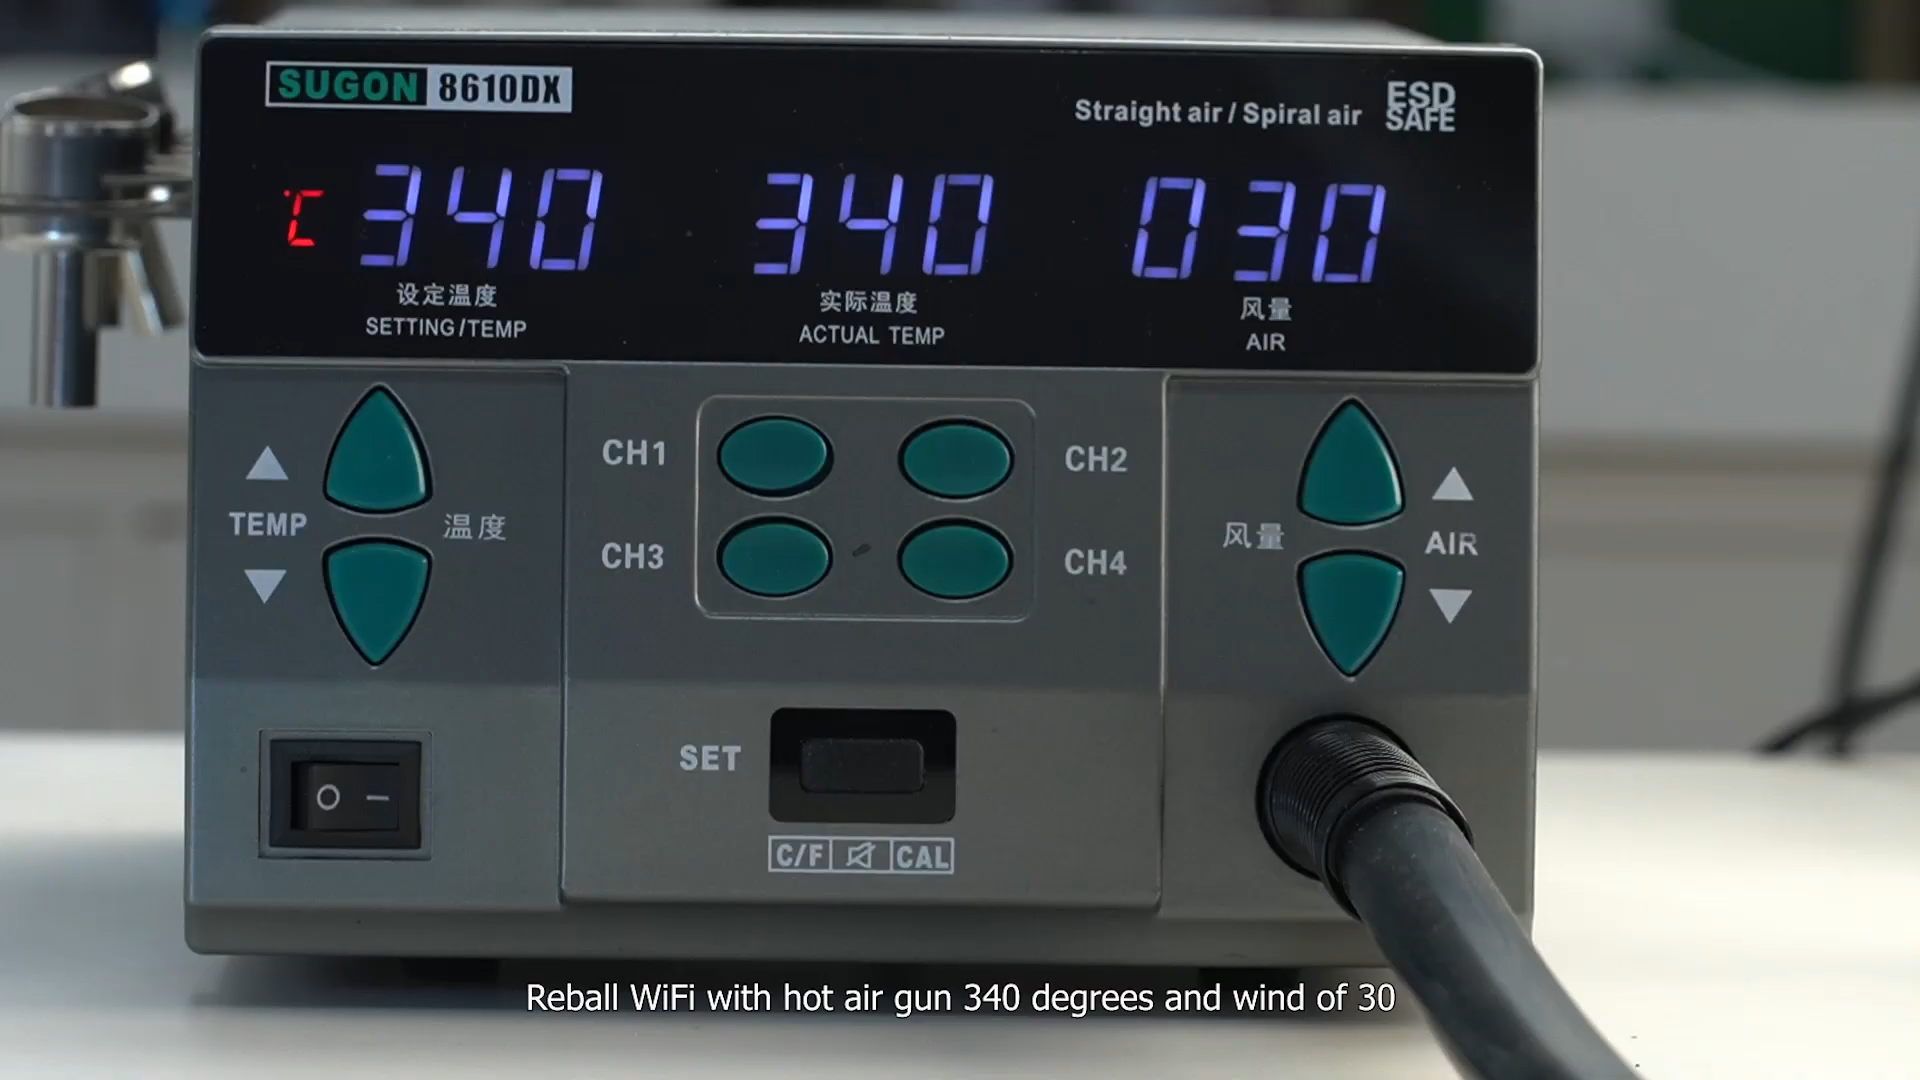 SUGON 8610DX
Straight air / Spiral air
ESD
SAFE
℃ 340 340 030
设定温度 实际温度 风量
SETTING/TEMP ACTUAL TEMP AIR
CH1 CH2
▲ ▲
TEMP 温度 风量 AIR
▼ ▼
CH3 CH4
SET
O –
C/F CAL
Reball WiFi with hot air gun 340 degrees and wind of 30